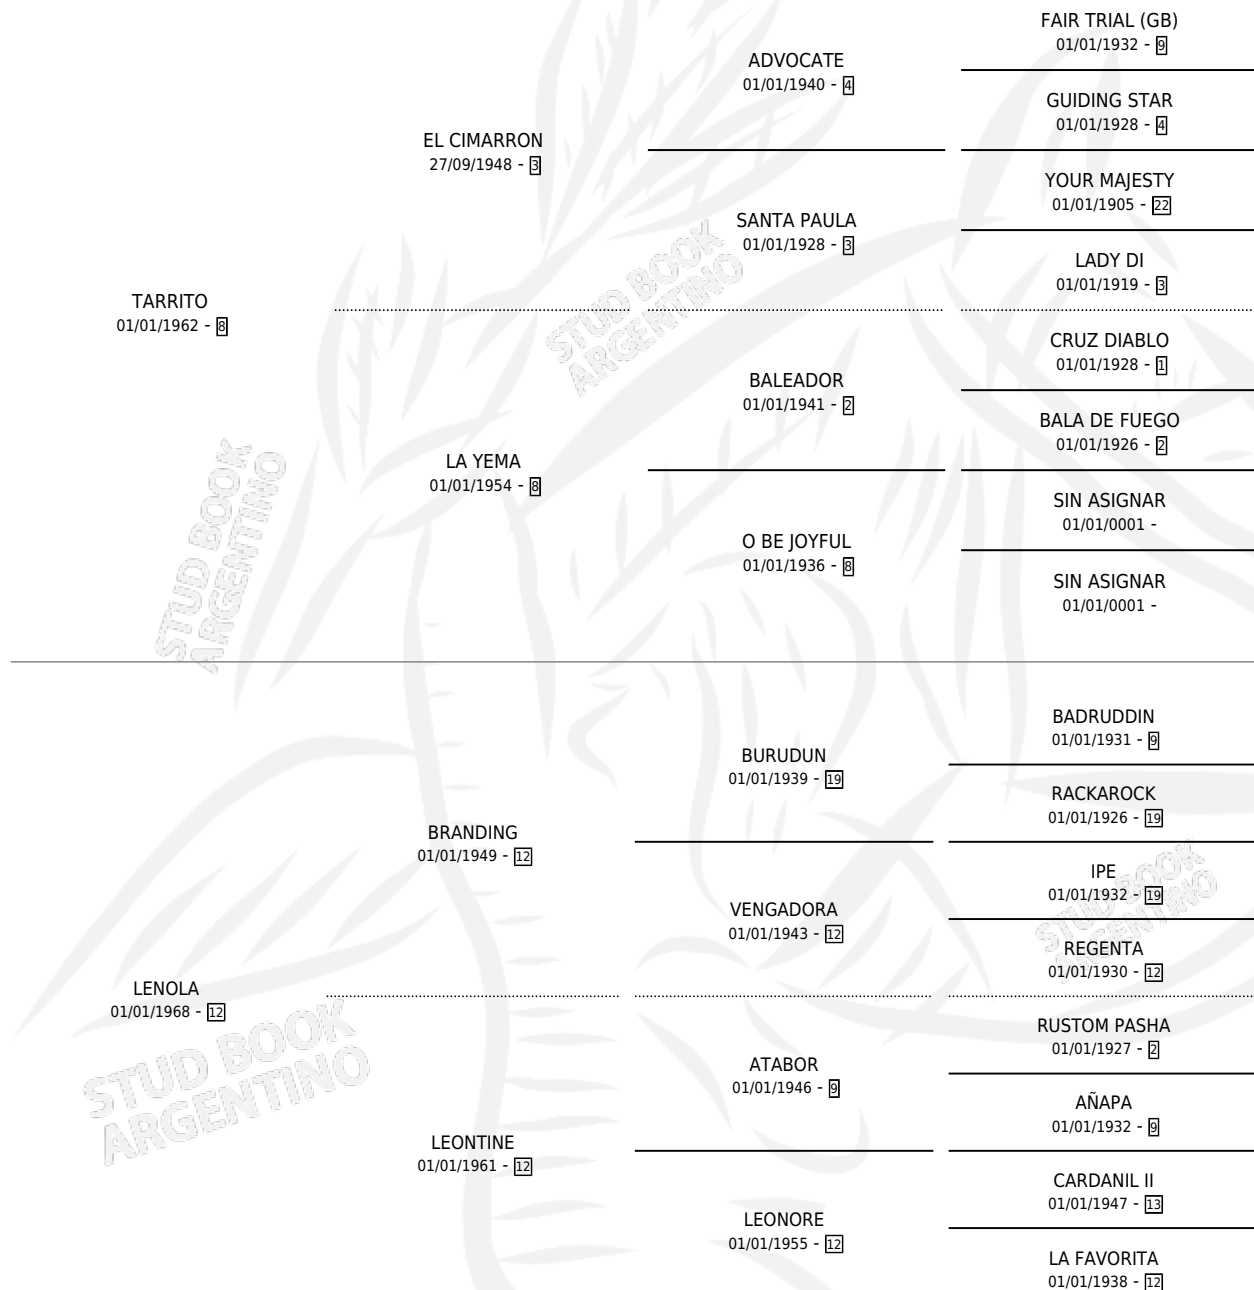 FAIR TRIAL (GB)
01/01/1932 - 9
ADVOCATE
01/01/1940 - 4
GUIDING STAR
01/01/1928 - 4
EL CIMARRON
27/09/1948 - 3
YOUR MAJESTY
01/01/1905 - 22
SANTA PAULA
01/01/1928 - 3
LADY DI
01/01/1919 - 3
TARRITO
01/01/1962 - 8
CRUZ DIABLO
01/01/1928 - 1
BALEADOR
01/01/1941 - 2
BALA DE FUEGO
01/01/1926 - 2
LA YEMA
01/01/1954 - 8
SIN ASIGNAR
01/01/0001 -
O BE JOYFUL
01/01/1936 - 8
SIN ASIGNAR
01/01/0001 -
BADRUDDIN
01/01/1931 - 9
BURUDUN
01/01/1939 - 19
RACKAROCK
01/01/1926 - 19
BRANDING
01/01/1949 - 12
IPE
01/01/1932 - 19
VENGADORA
01/01/1943 - 12
REGENTA
01/01/1930 - 12
LENOLA
01/01/1968 - 12
RUSTOM PASHA
01/01/1927 - 2
ATABOR
01/01/1946 - 9
AÑAPA
01/01/1932 - 9
LEONTINE
01/01/1961 - 12
CARDANIL II
01/01/1947 - 13
LEONORE
01/01/1955 - 12
LA FAVORITA
01/01/1938 - 12
STUD BOOK
ARGENTINO
STUD BOOK
ARGENTINO
STUD BOOK
ARGENTINO
STUD BOOK
ARGENTINO